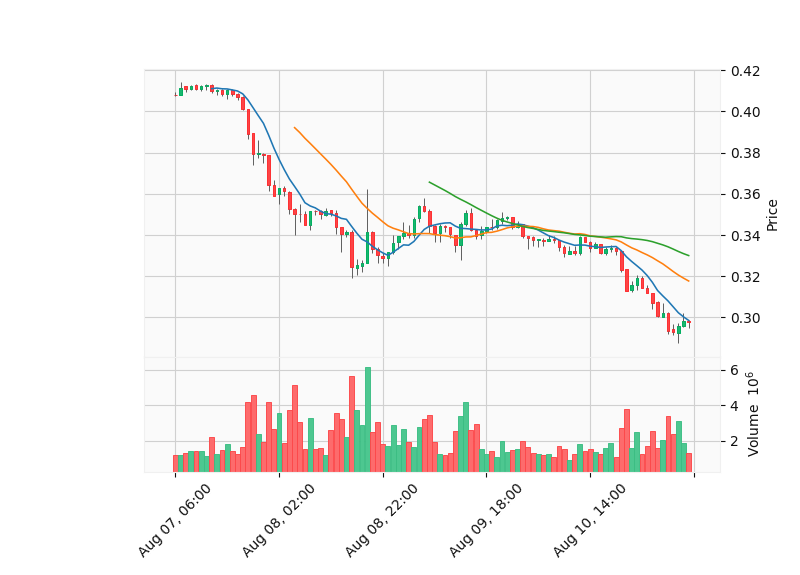 0.42
0.40
0.38
0.36
0.34
0.32
0.30
Price
6
4
2
Volume 10^6
Aug 07, 06:00
Aug 08, 02:00
Aug 08, 22:00
Aug 09, 18:00
Aug 10, 14:00